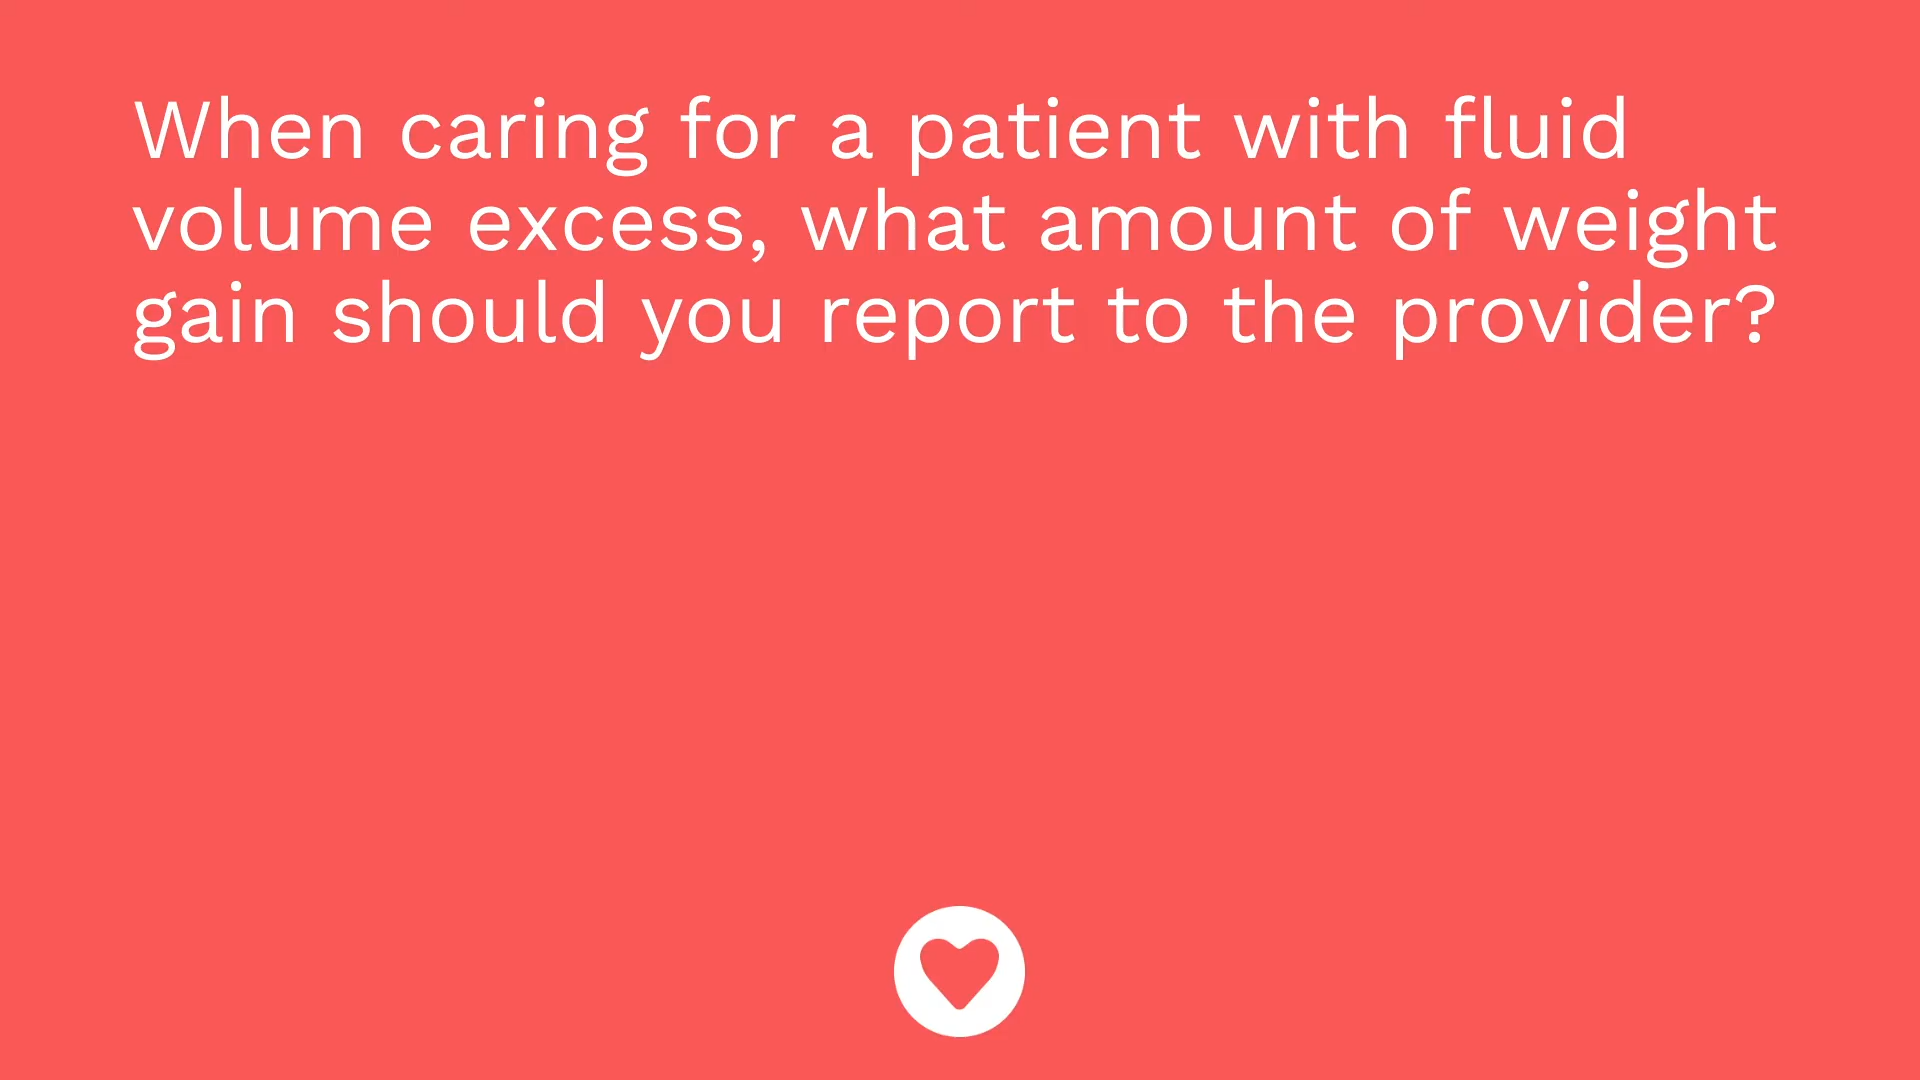 When caring for a patient with fluid
volume excess, what amount of weight
gain should you report to the provider?